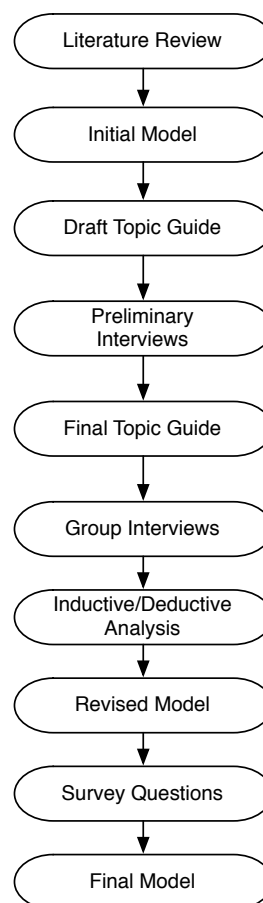 Literature Review
Initial Model
Draft Topic Guide
Preliminary
Interviews
Final Topic Guide
Group Interviews
Inductive/Deductive
Analysis
Revised Model
Survey Questions
Final Model